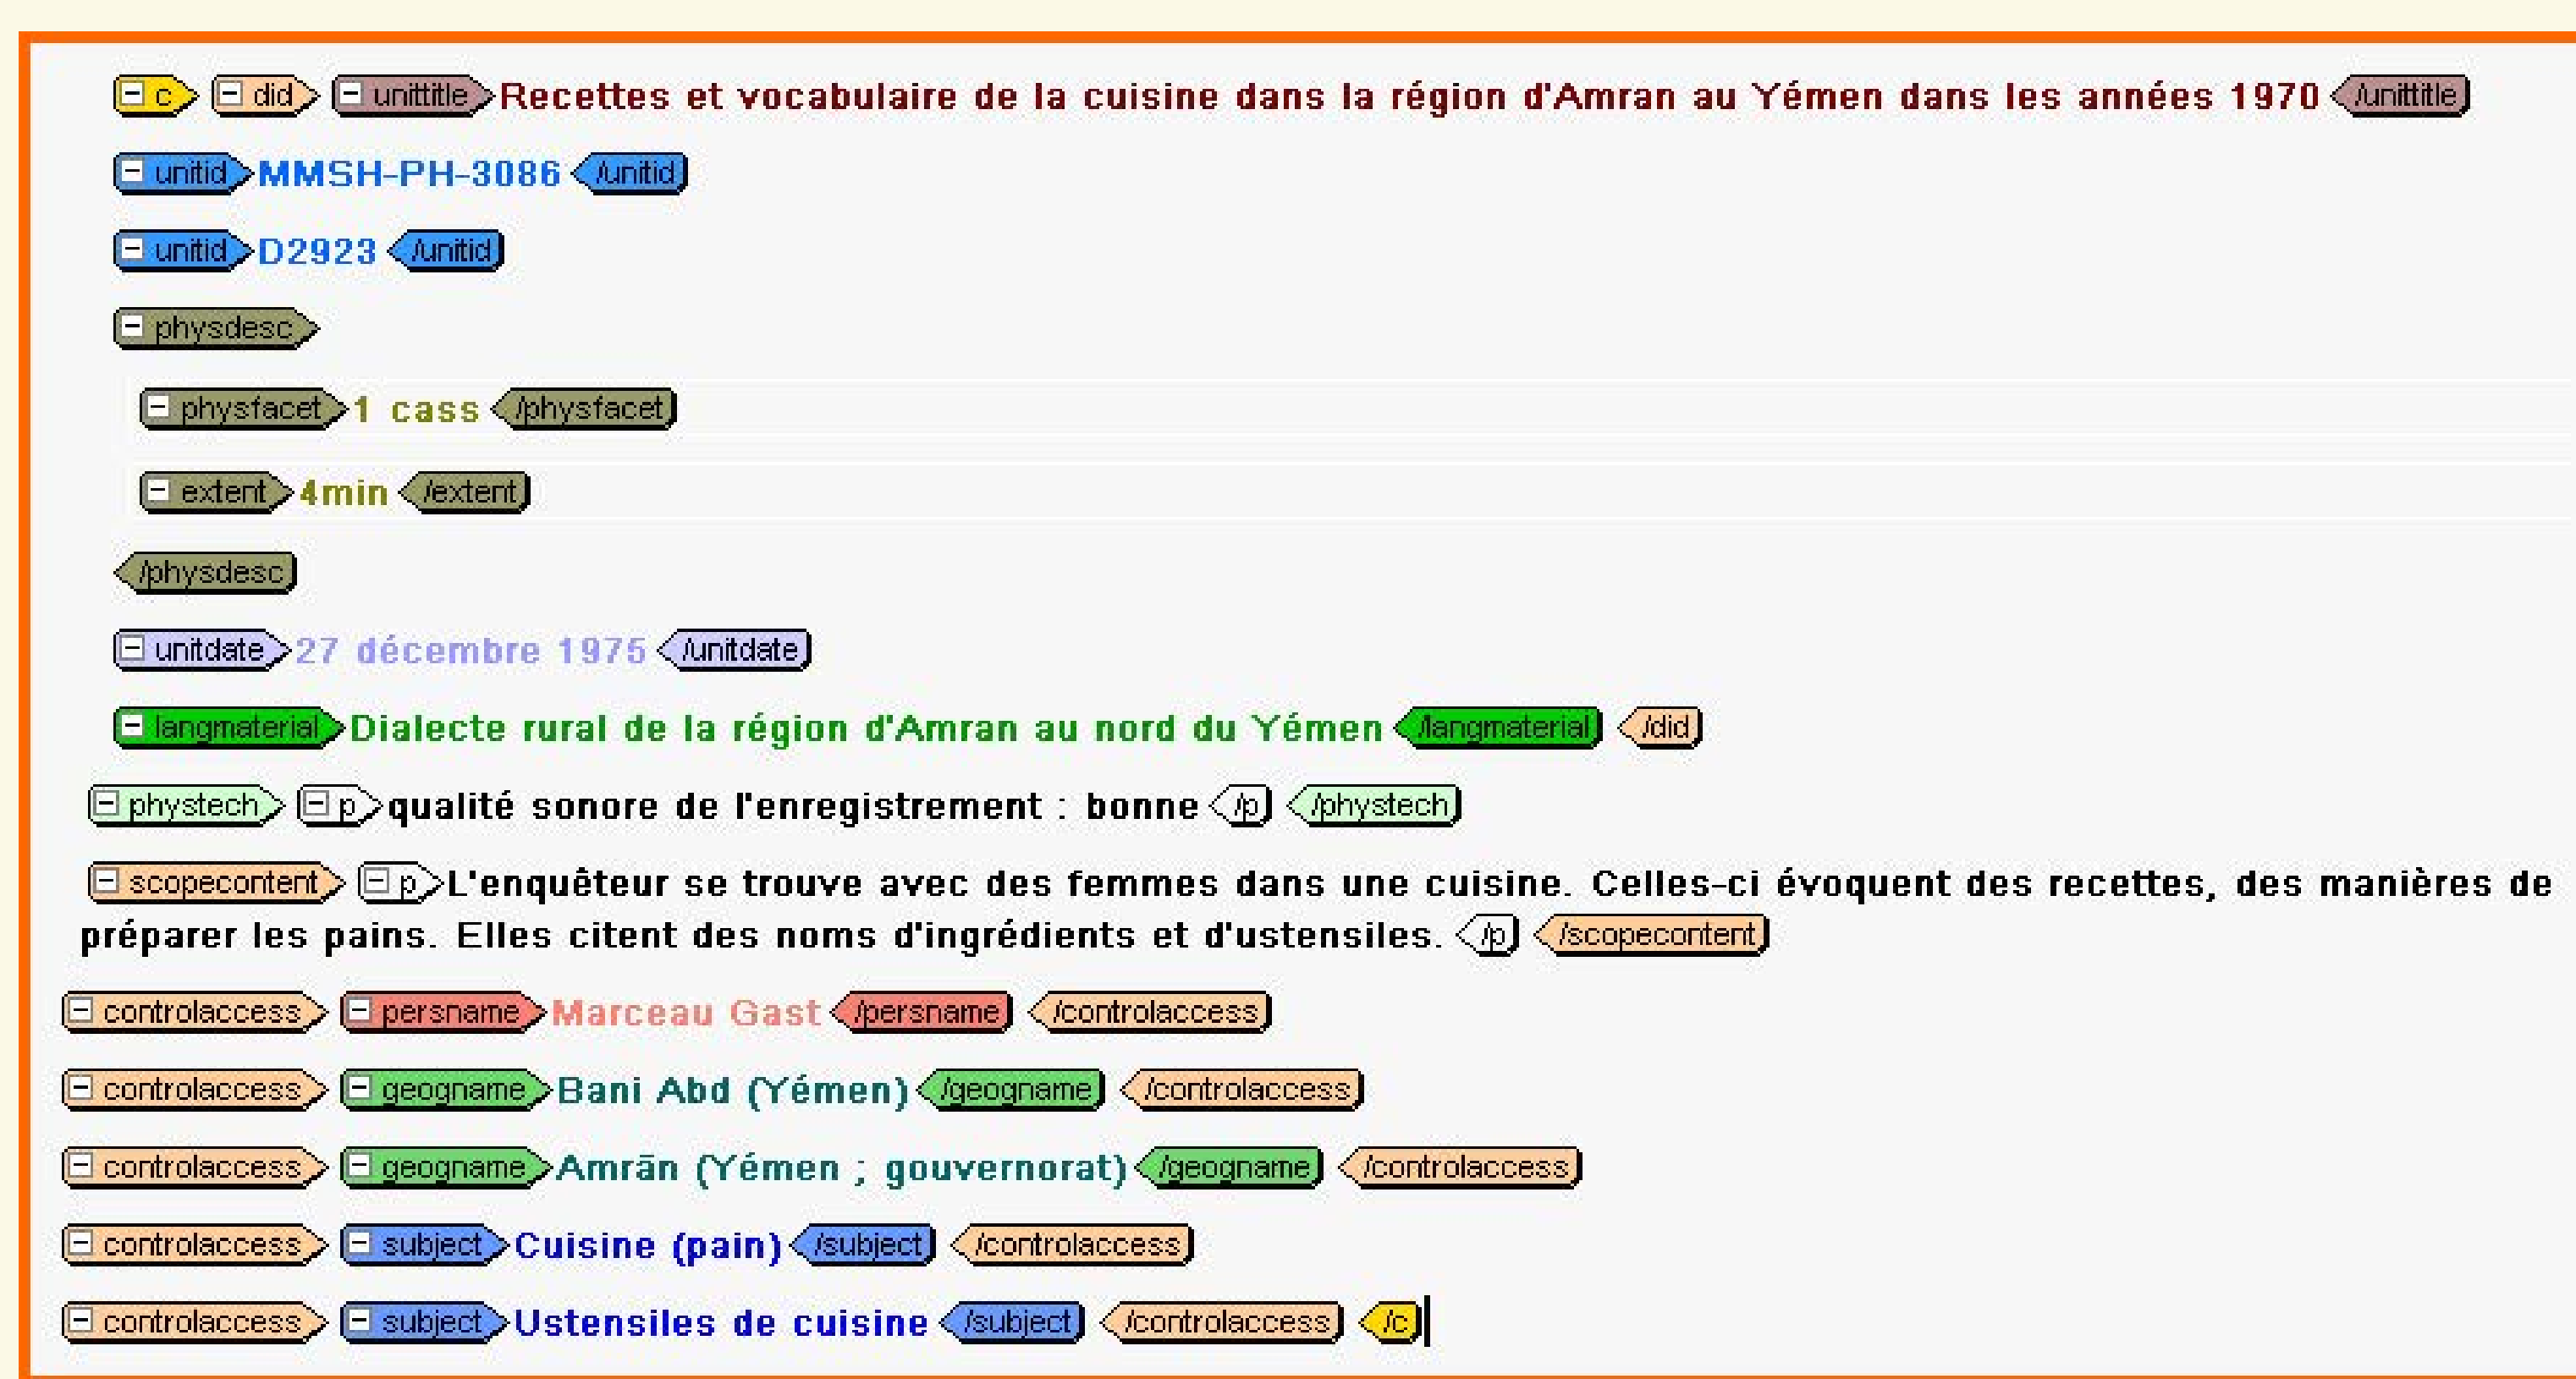 c did unittitle Recettes et vocabulaire de la cuisine dans la région d'Amran au Yémen dans les années 1970 /unittitle
unitid MMSH-PH-3086 /unitid
unitid D2923 /unitid
physdesc
physfacet 1 cass /physfacet
extent 4min /extent
/physdesc
unitdate 27 décembre 1975 /unitdate
langmaterial Dialecte rural de la région d'Amran au nord du Yémen /langmaterial /did
phystech p qualité sonore de l'enregistrement : bonne /p /phystech
scopecontent p L'enquêteur se trouve avec des femmes dans une cuisine. Celles-ci évoquent des recettes, des manières de
préparer les pains. Elles citent des noms d'ingrédients et d'ustensiles. /p /scopecontent
controlaccess persname Marceau Gast /persname /controlaccess
controlaccess geogname Bani Abd (Yémen) /geogname /controlaccess
controlaccess geogname Amrān (Yémen ; gouvernorat) /geogname /controlaccess
controlaccess subject Cuisine (pain) /subject /controlaccess
controlaccess subject Ustensiles de cuisine /subject /controlaccess /c